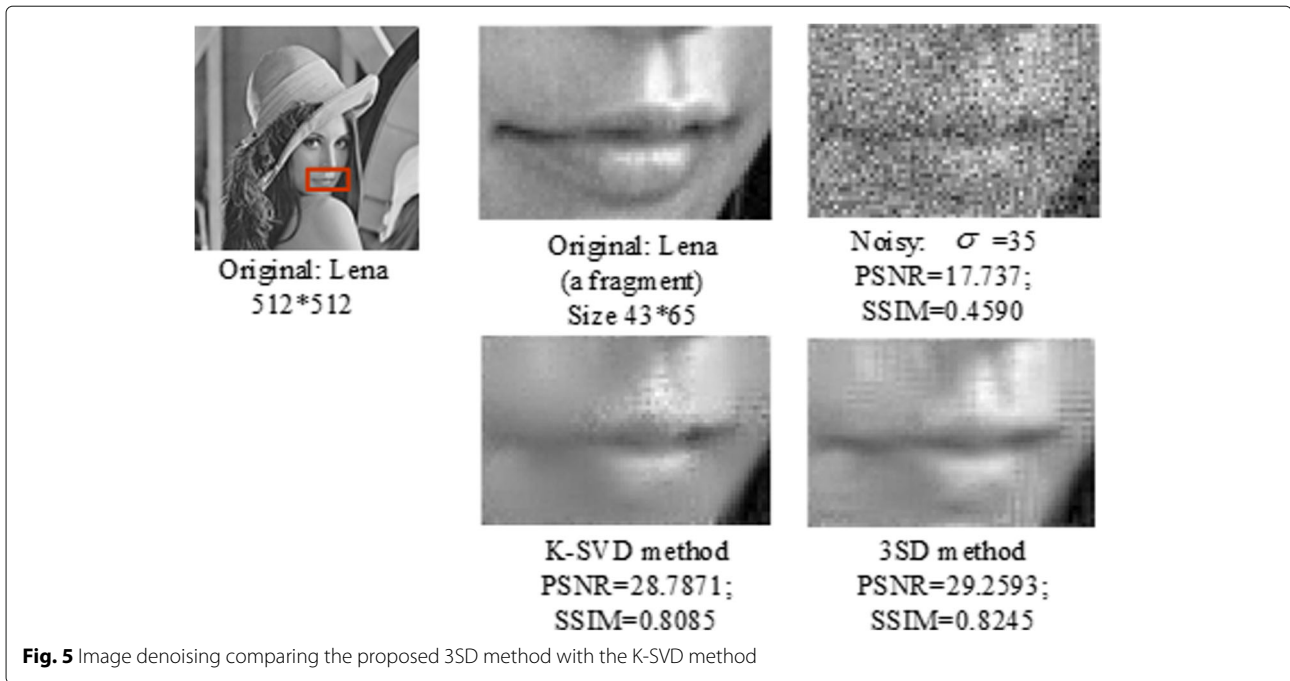 Original: Lena
512*512
Original: Lena
(a fragment)
Size 43*65
Noisy: σ =35
PSNR=17.737;
SSIM=0.4590
K-SVD method
PSNR=28.7871;
SSIM=0.8085
3SD method
PSNR=29.2593;
SSIM=0.8245
Fig. 5 Image denoising comparing the proposed 3SD method with the K-SVD method